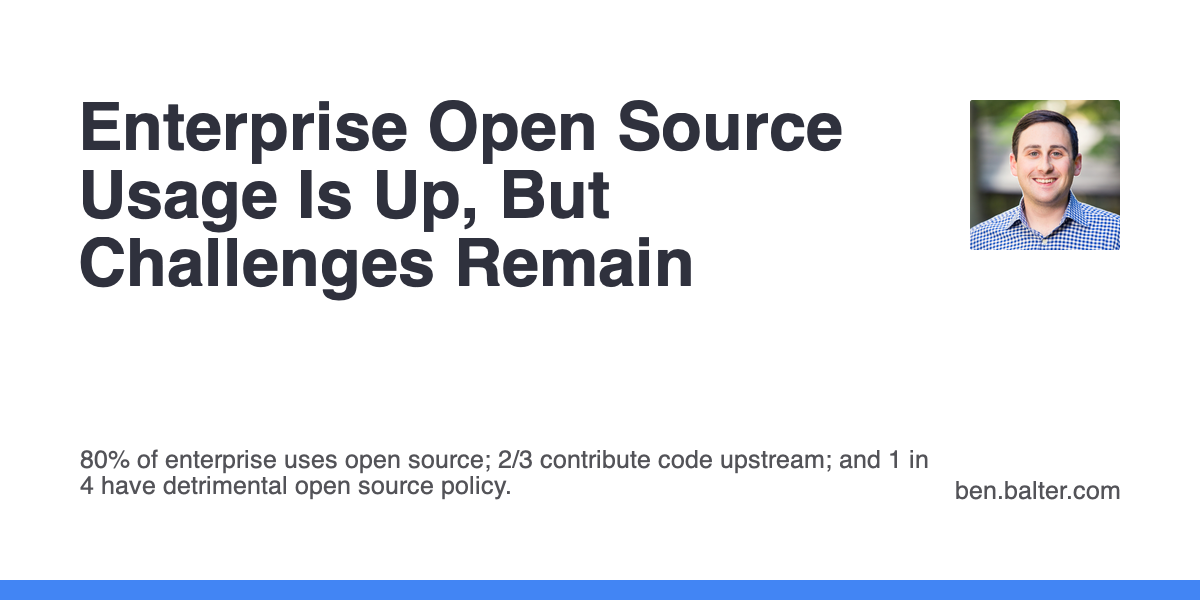 Enterprise Open Source
Usage Is Up, But
Challenges Remain
80% of enterprise uses open source; 2/3 contribute code upstream; and 1 in
4 have detrimental open source policy.
ben.balter.com